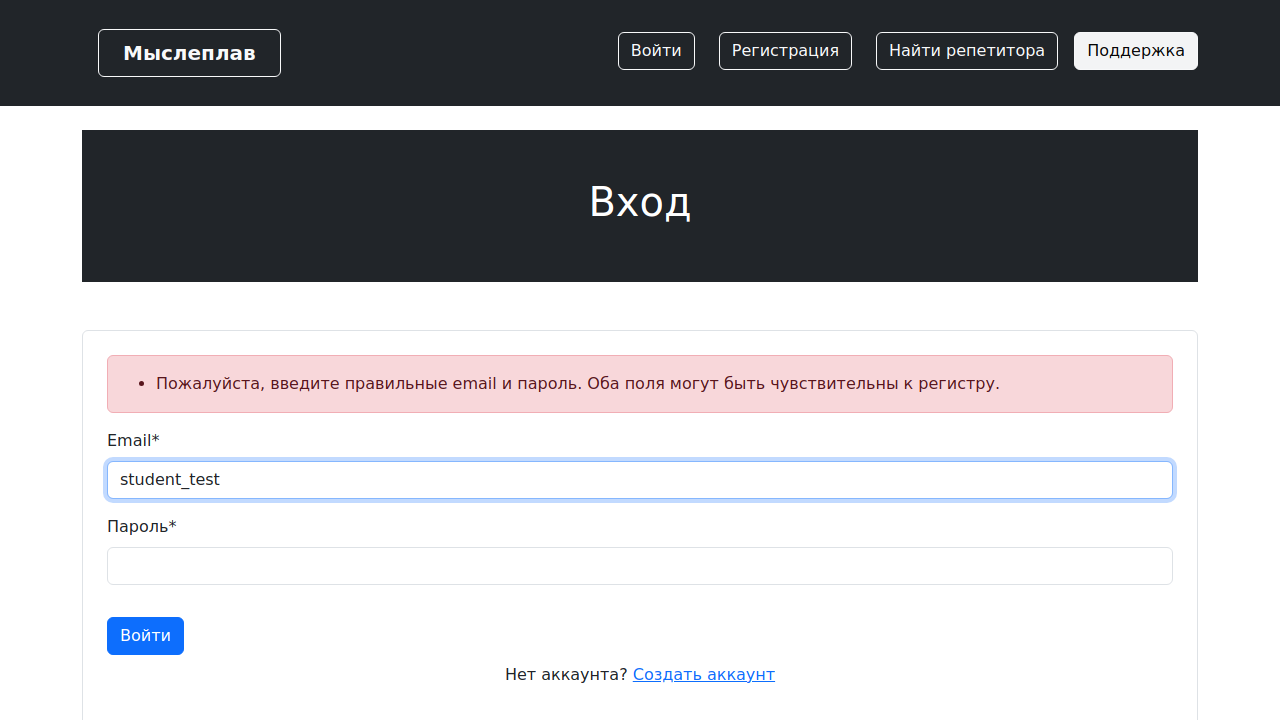 Мыслеплав
Войти
Регистрация
Найти репетитора
Поддержка
Вход
Пожалуйста, введите правильные email и пароль. Оба поля могут быть чувствительны к регистру.
Email*
student_test
Пароль*
Войти
Нет аккаунта? Создать аккаунт